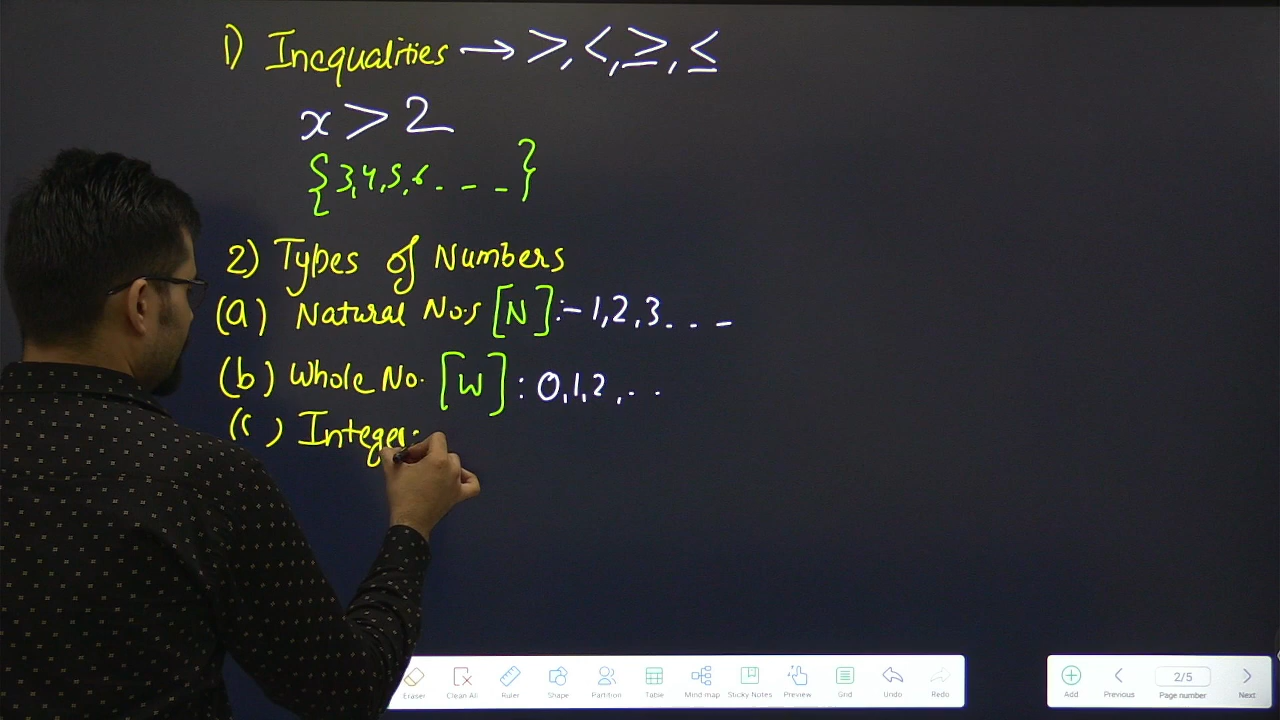 1) Inequalities → >, <, ≥, ≤
x > 2
{3,4,5,6 - - - }
2) Types of Numbers
(a) Natural No.s [N] :- 1,2,3 . . -
(b) Whole No. [W] : 0,1,2 , . .
(c) Integer
Eraser Clean All Ruler Shape Partition Table Mind map Sticky Notes Preview Grid Undo Redo
Add Previous 2/5 Page number Next